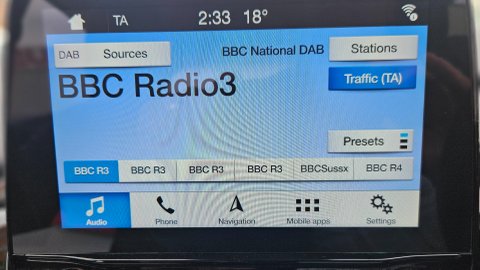 TA 2:33 18°
DAB Sources BBC National DAB Stations
BBC Radio3
Traffic (TA)
Presets
BBC R3 BBC R3 BBC R3 BBC R3 BBCSussx BBC R4
Audio Phone Navigation Mobile apps Settings